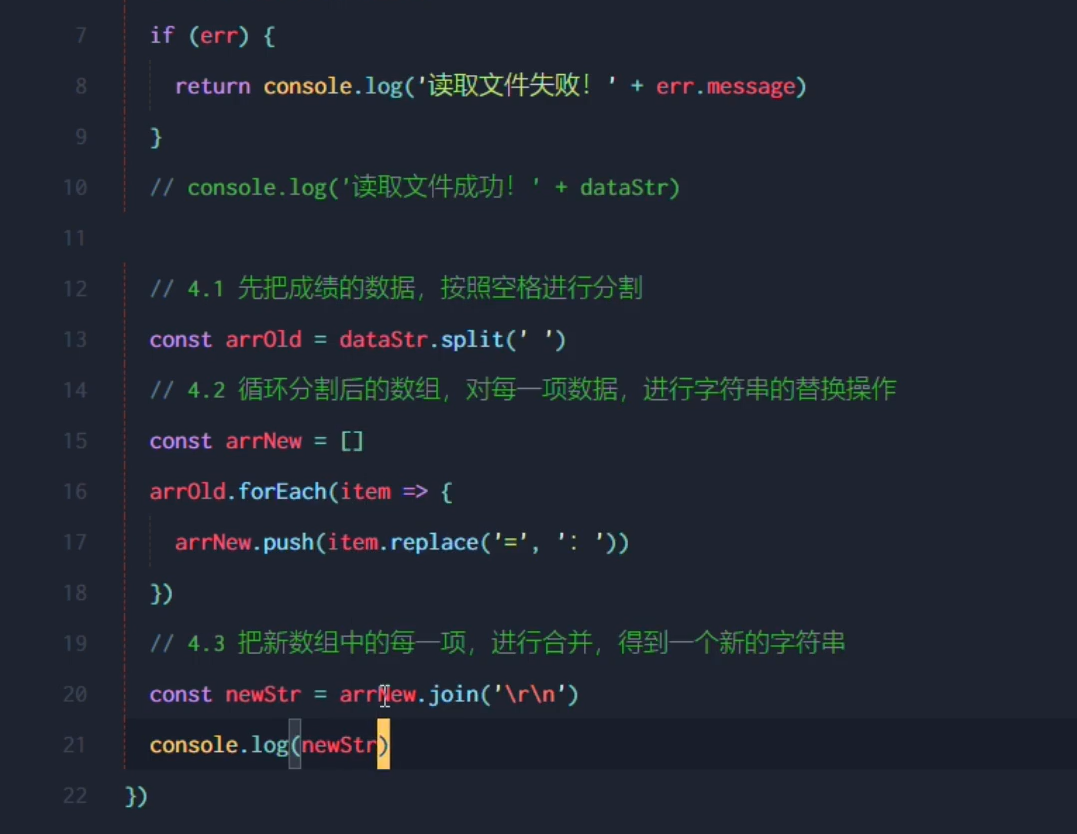 7 if (err) {
8 return console.log('读取文件失败！' + err.message)
9 }
10 // console.log('读取文件成功！' + dataStr)
11
12 // 4.1 先把成绩的数据，按照空格进行分割
13 const arrOld = dataStr.split(' ')
14 // 4.2 循环分割后的数组，对每一项数据，进行字符串的替换操作
15 const arrNew = []
16 arrOld.forEach(item => {
17 arrNew.push(item.replace('=', '：'))
18 })
19 // 4.3 把新数组中的每一项，进行合并，得到一个新的字符串
20 const newStr = arrNew.join('\r\n')
21 console.log(newStr)
22 })